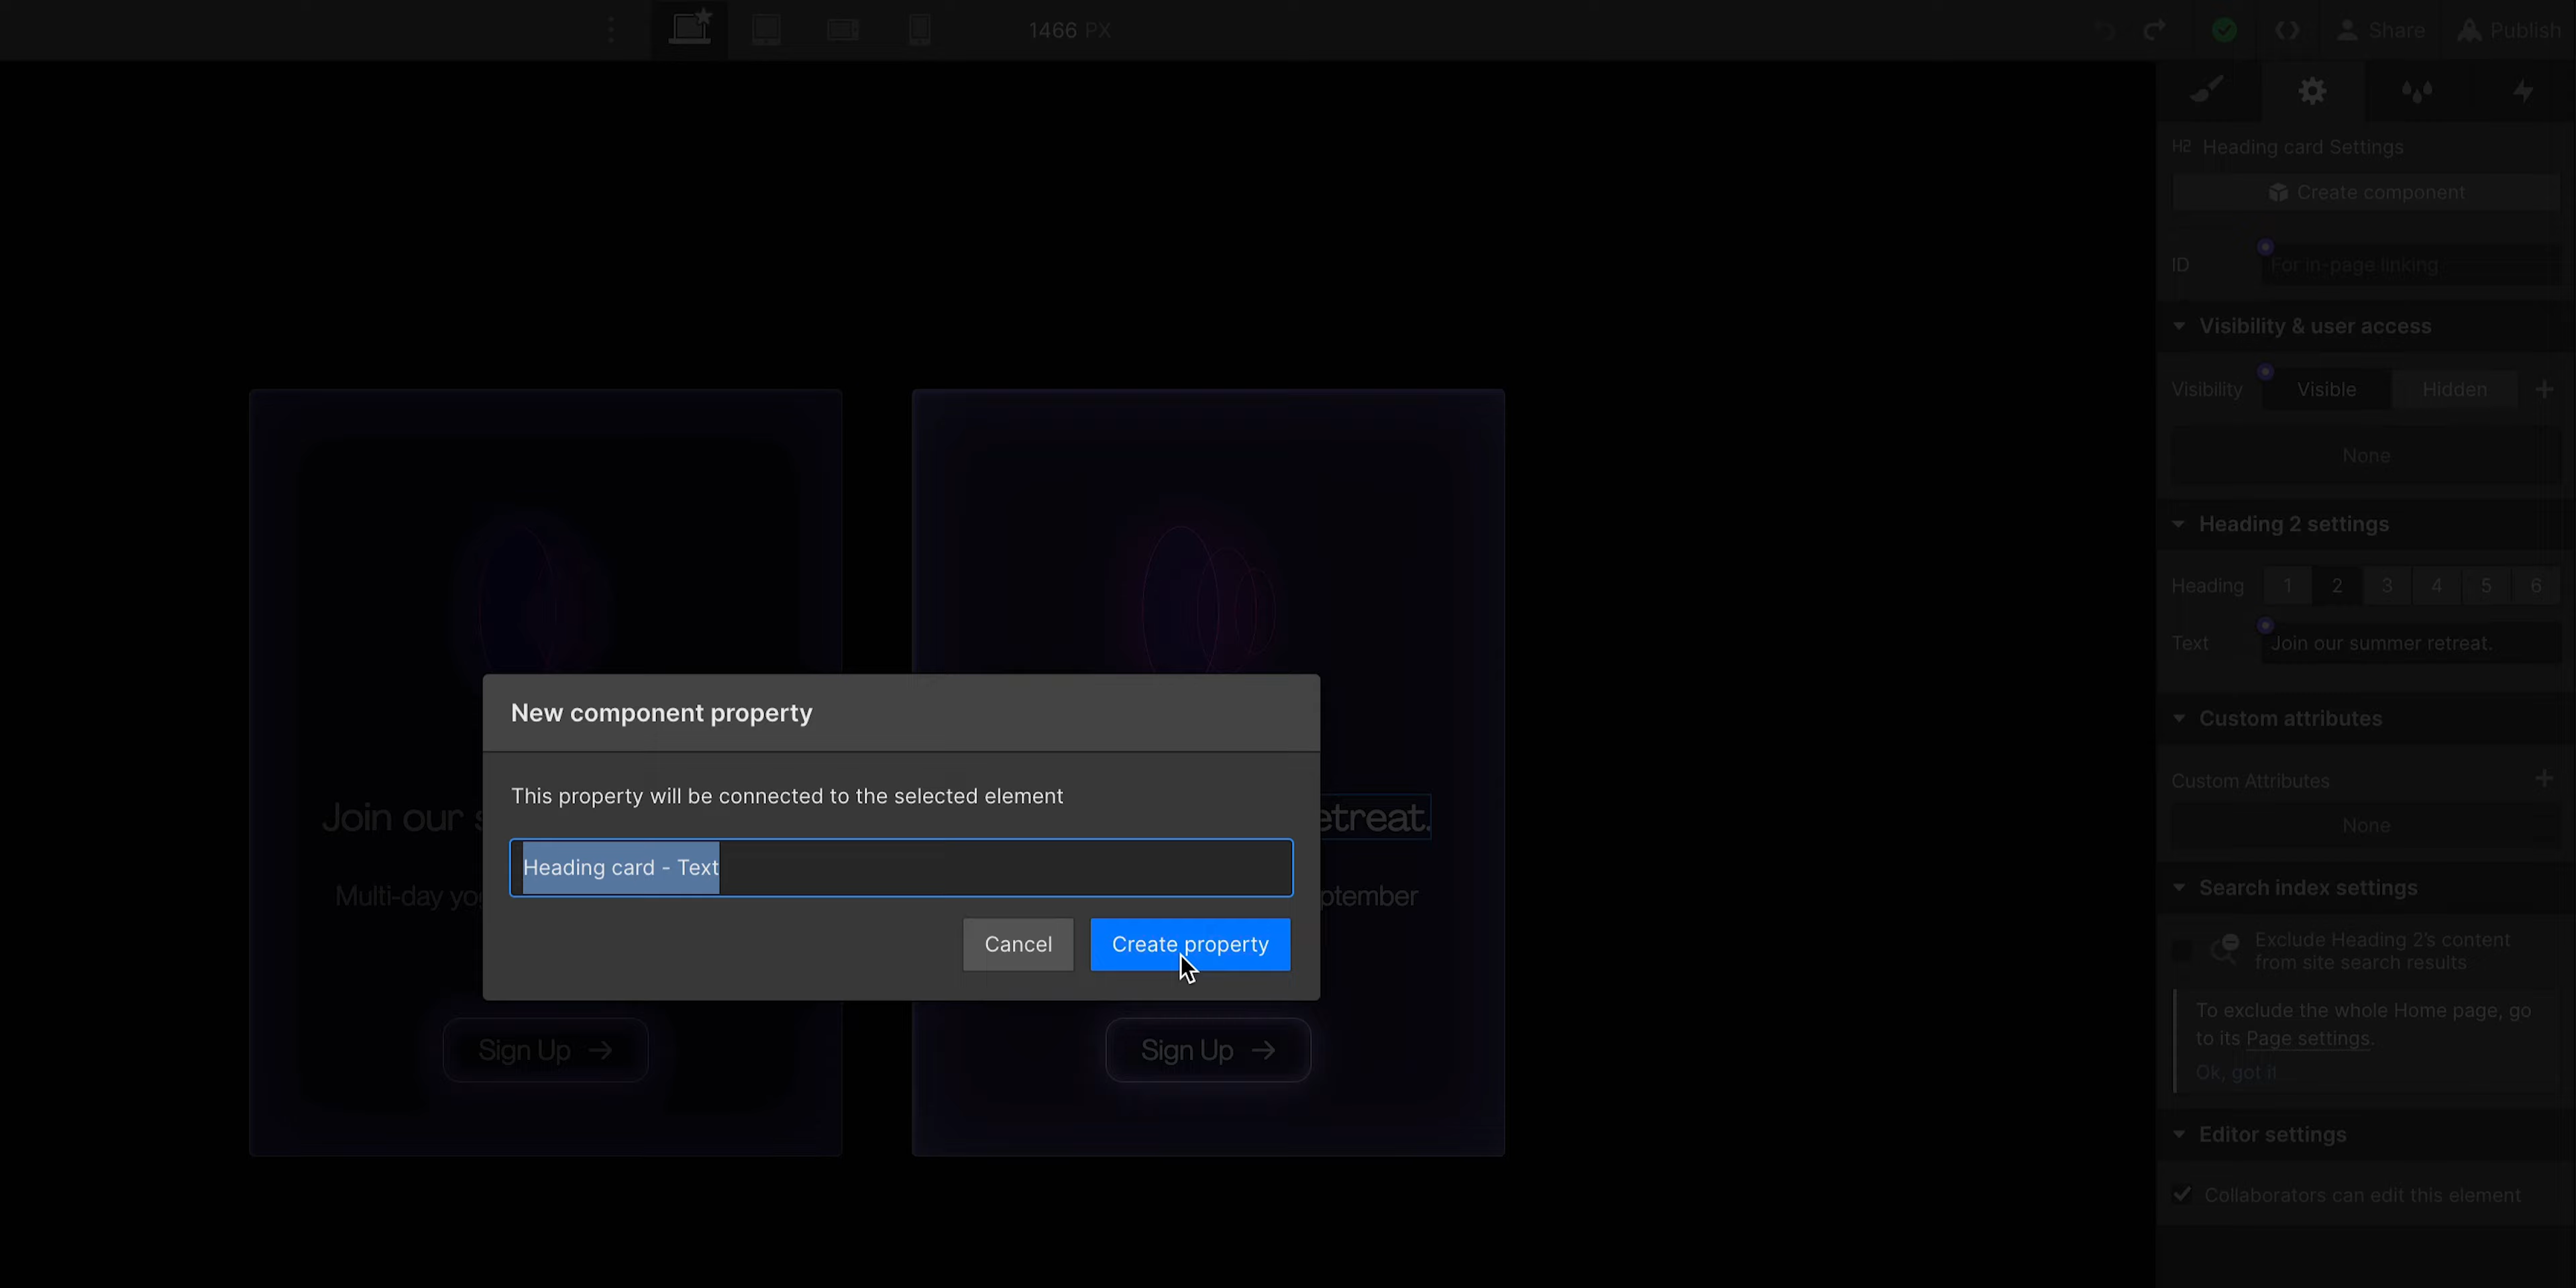 1466 PX
Share
Publish
H2 Heading card Settings
Create component
ID For in-page linking
Visibility & user access
Visibility Visible Hidden
None
Heading 2 settings
Heading 1 2 3 4 5 6
Text Join our summer retreat.
Custom attributes
Custom Attributes
None
Search index settings
Exclude Heading 2's content
from site search results
To exclude the whole Home page, go
to its Page settings.
Ok, got it
Editor settings
Collaborators can edit this element
New component property
This property will be connected to the selected element
Heading card - Text
Cancel Create property
Join our
etreat.
Multi-day
ptember
Sign Up →
Sign Up →